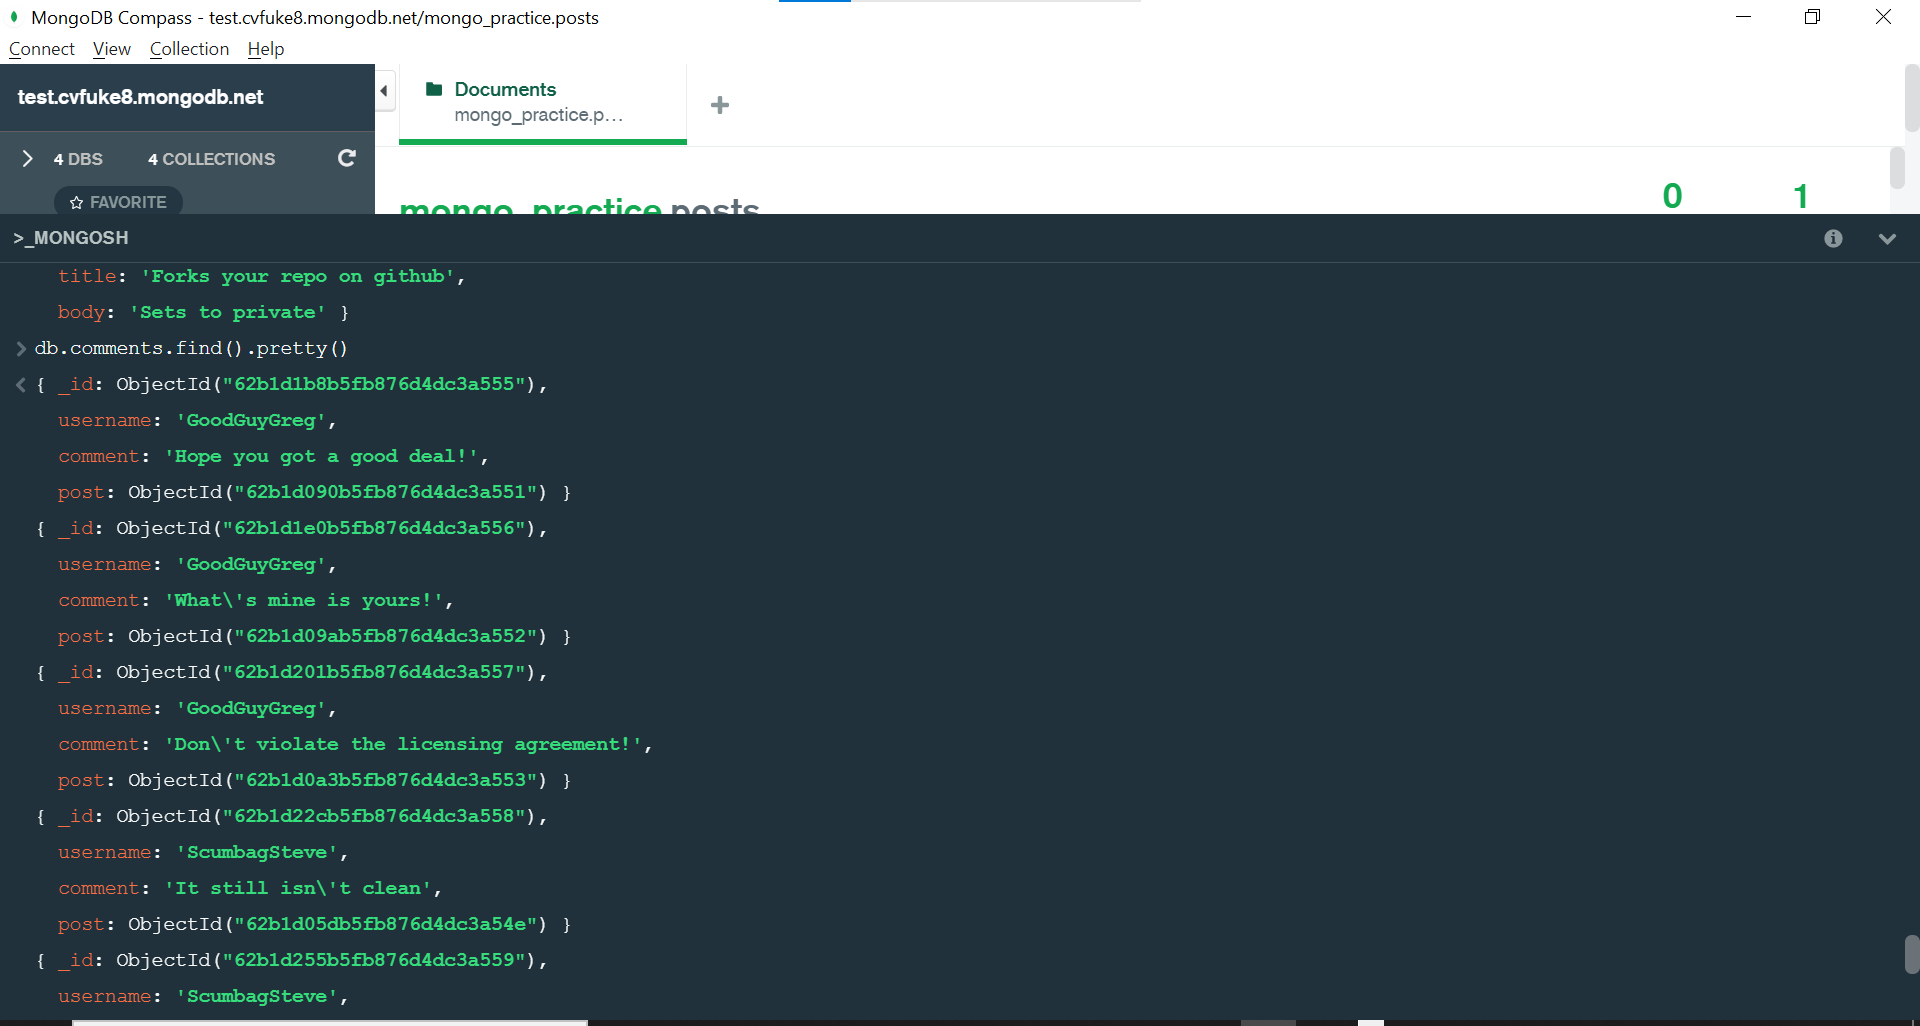 MongoDB Compass - test.cvfuke8.mongodb.net/mongo_practice.posts
Connect View Collection Help
test.cvfuke8.mongodb.net
Documents
mongo_practice.p...
4 DBS 4 COLLECTIONS
FAVORITE
mongo_practice.posts
0 1
>_MONGOSH
title: 'Forks your repo on github',
body: 'Sets to private' }
> db.comments.find().pretty()
< { _id: ObjectId("62b1d1b8b5fb876d4dc3a555"),
username: 'GoodGuyGreg',
comment: 'Hope you got a good deal!',
post: ObjectId("62b1d090b5fb876d4dc3a551") }
{ _id: ObjectId("62b1d1e0b5fb876d4dc3a556"),
username: 'GoodGuyGreg',
comment: 'What\'s mine is yours!',
post: ObjectId("62b1d09ab5fb876d4dc3a552") }
{ _id: ObjectId("62b1d201b5fb876d4dc3a557"),
username: 'GoodGuyGreg',
comment: 'Don\'t violate the licensing agreement!',
post: ObjectId("62b1d0a3b5fb876d4dc3a553") }
{ _id: ObjectId("62b1d22cb5fb876d4dc3a558"),
username: 'ScumbagSteve',
comment: 'It still isn\'t clean',
post: ObjectId("62b1d05db5fb876d4dc3a54e") }
{ _id: ObjectId("62b1d255b5fb876d4dc3a559"),
username: 'ScumbagSteve',